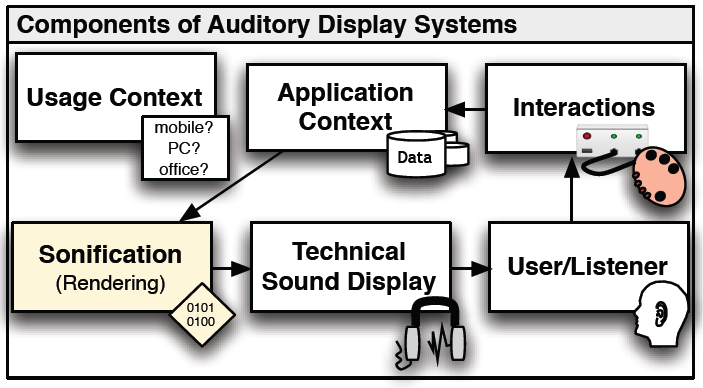 Components of Auditory Display Systems
Usage Context
mobile?
PC?
office?
Application
Context
Data
Interactions
Sonification
(Rendering)
0101
0100
Technical
Sound Display
User/Listener